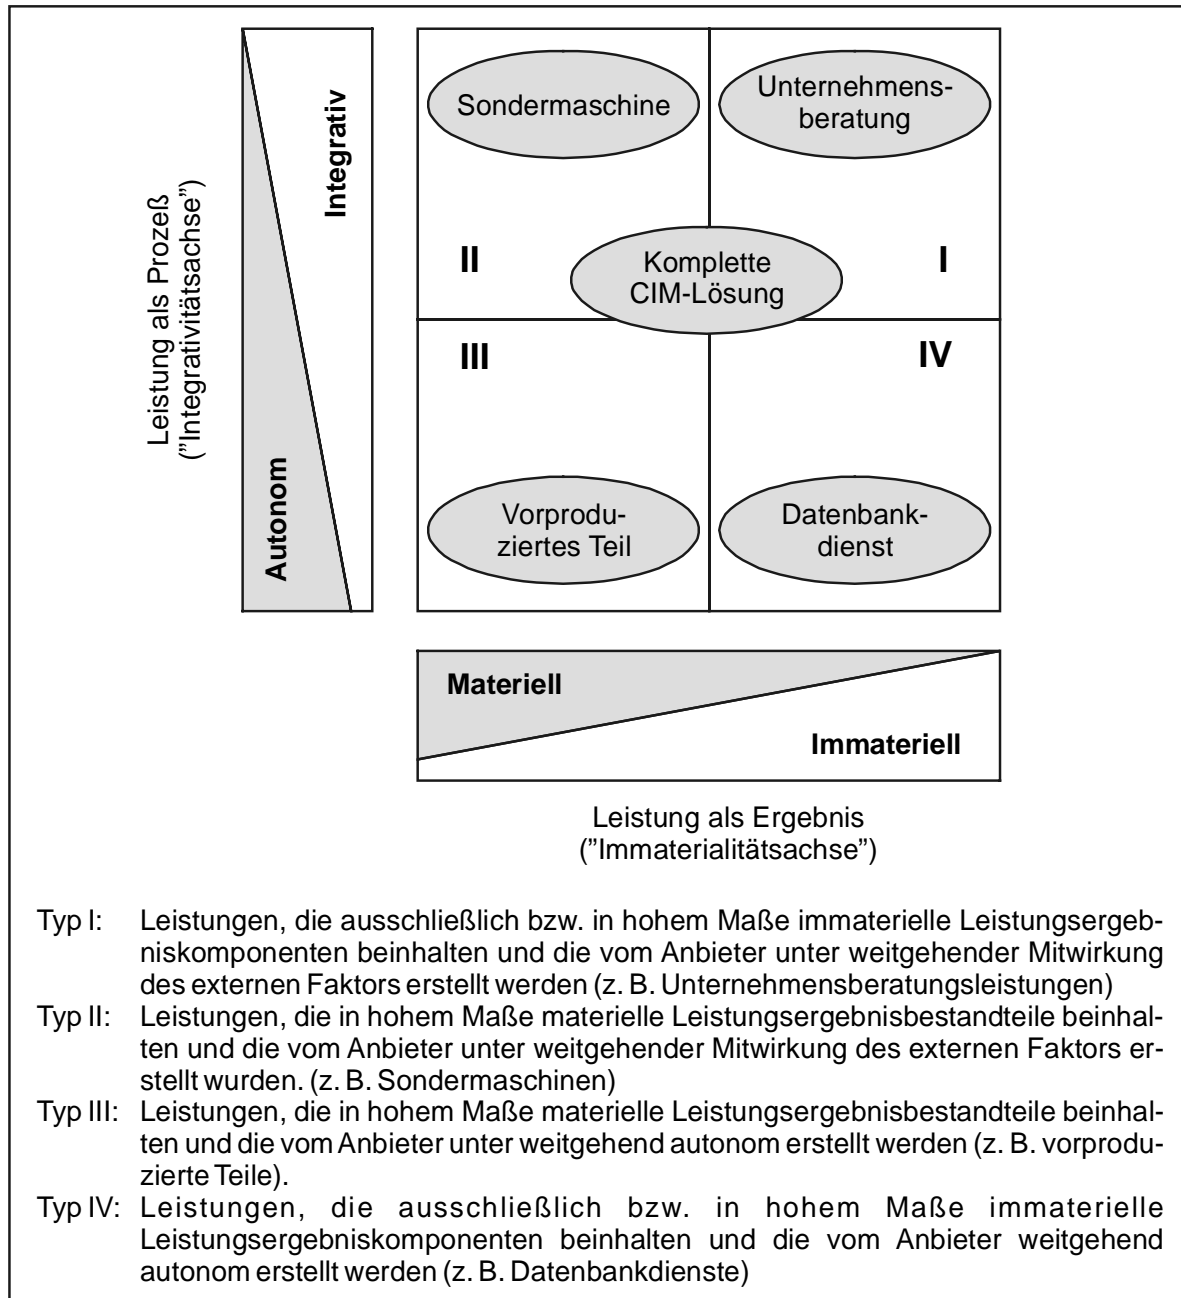 Leistung als Prozeß
("Integrativitätsachse")
Integrativ
Autonom
Sondermaschine
Unternehmens-
beratung
II
Komplette
CIM-Lösung
I
III
IV
Vorprodu-
ziertes Teil
Datenbank-
dienst
Materiell
Immateriell
Leistung als Ergebnis
("Immaterialitätsachse")
Typ I: Leistungen, die ausschließlich bzw. in hohem Maße immaterielle Leistungsergeb-
niskomponenten beinhalten und die vom Anbieter unter weitgehender Mitwirkung
des externen Faktors erstellt werden (z. B. Unternehmensberatungsleistungen)
Typ II: Leistungen, die in hohem Maße materielle Leistungsergebnisbestandteile beinhal-
ten und die vom Anbieter unter weitgehender Mitwirkung des externen Faktors er-
stellt wurden. (z. B. Sondermaschinen)
Typ III: Leistungen, die in hohem Maße materielle Leistungsergebnisbestandteile beinhal-
ten und die vom Anbieter unter weitgehend autonom erstellt werden (z. B. vorprodu-
zierte Teile).
Typ IV: Leistungen, die ausschließlich bzw. in hohem Maße immaterielle
Leistungsergebniskomponenten beinhalten und die vom Anbieter weitgehend
autonom erstellt werden (z. B. Datenbankdienste)